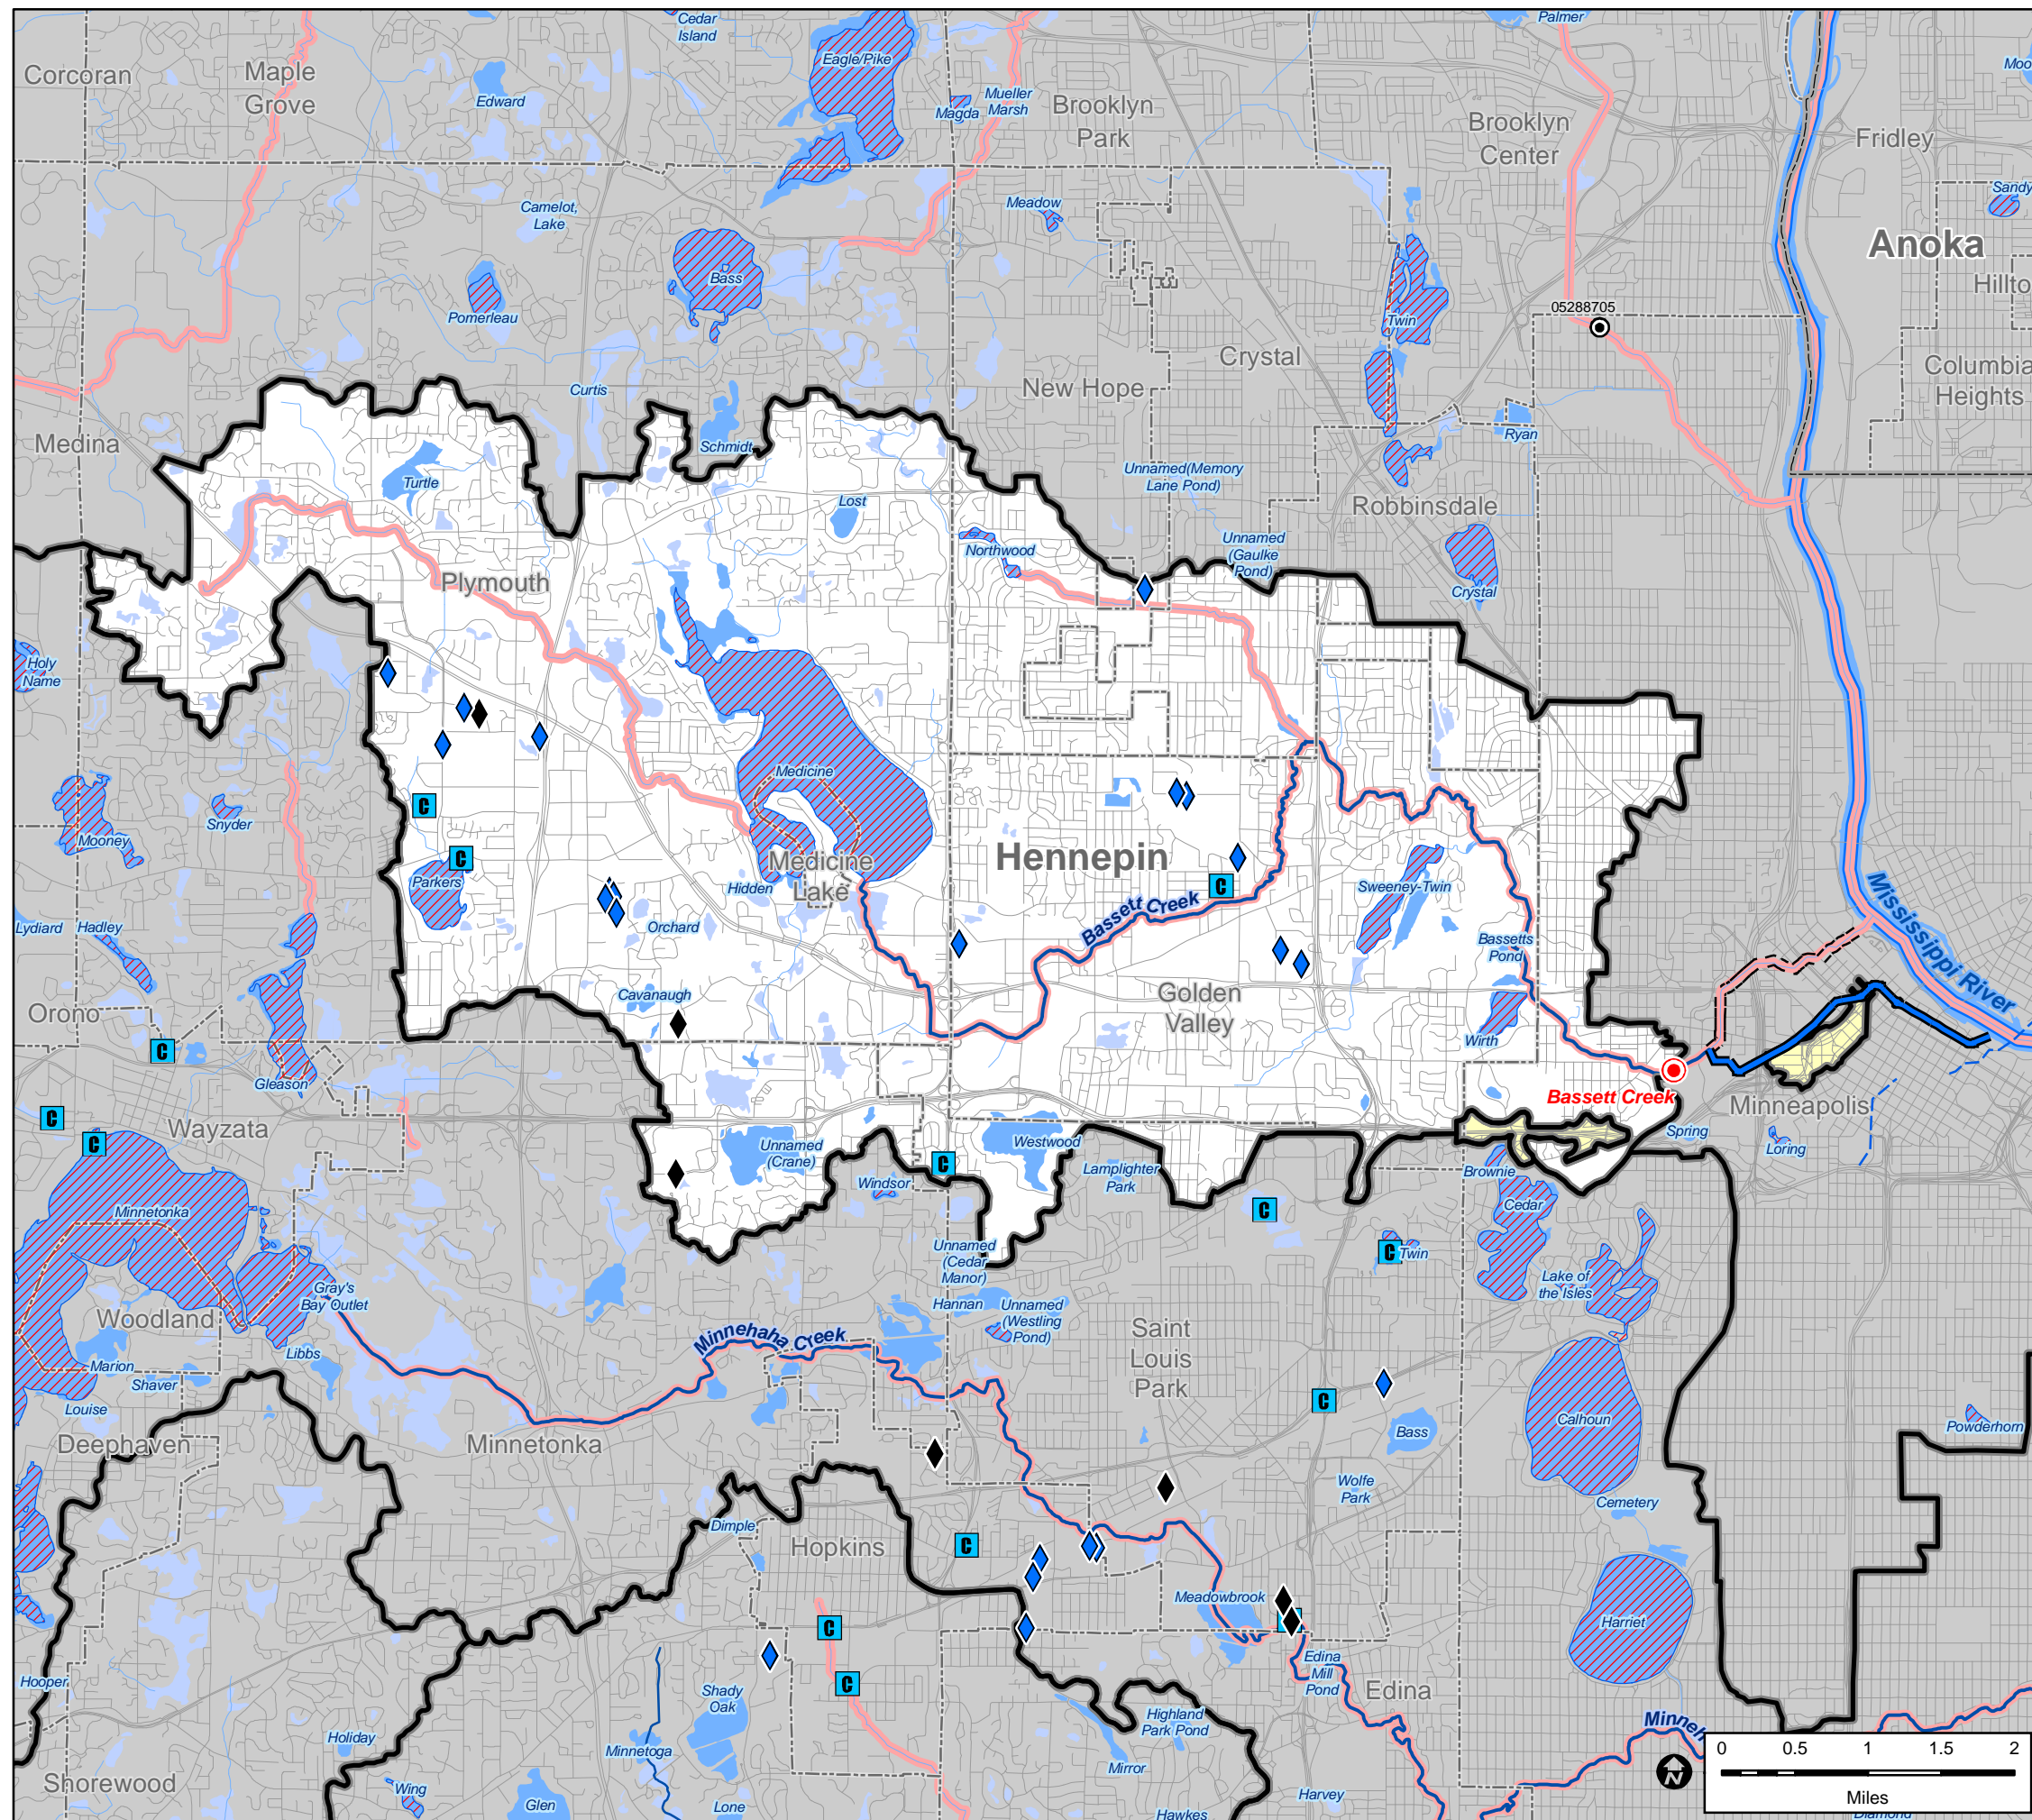 Cedar
Island
Palmer
Corcoran
Maple
Grove
Eagle/Pike
Edward
Magda
Mueller
Marsh
Brooklyn
Park
Brooklyn
Center
Fridley
Moo
Camelot,
Lake
Meadow
Sandy
Anoka
Bass
Pomerleau
Hillto
05288705
Twin
Crystal
New Hope
Columbia
Heights
Curtis
Medina
Schmidt
Ryan
Turtle
Lost
Unnamed(Memory
Lane Pond)
Robbinsdale
Northwood
Unnamed
(Gaulke
Pond)
Plymouth
Crystal
Holy
Name
Medicine
C
Snyder
Mooney
C
Parkers
Medicine
Lake
Hidden
Hennepin
C
Sweeney-Twin
Bassett Creek
Mississippi River
Lydiard
Hadley
Orchard
Bassetts
Pond
Cavanaugh
Golden
Valley
Orono
C
Wirth
Gleason
Bassett Creek
Minneapolis
C
C
Wayzata
Unnamed
(Crane)
Westwood
Spring
Loring
C
Windsor
Lamplighter
Park
Brownie
Cedar
Minnetonka
C
C
Twin
Unnamed
(Cedar
Manor)
Gray's
Bay Outlet
Lake of
the Isles
Woodland
Hannan
Unnamed
(Westling
Pond)
Minnehaha Creek
Saint
Louis
Park
Libbs
Marion
Shaver
Louise
C
Calhoun
Bass
Powderhorn
Deephaven
Minnetonka
Wolfe
Park
Cemetery
Dimple
Hopkins
C
Meadowbrook
Harriet
C
Edina
Mill
Pond
Hooper
C
Shady
Oak
Edina
Highland
Park Pond
Holiday
Minnetoga
Mirror
Minneh
N
0 0.5 1 1.5 2
Miles
Shorewood
Wing
Glen
Lone
Harvey
Hawkes
Diamond